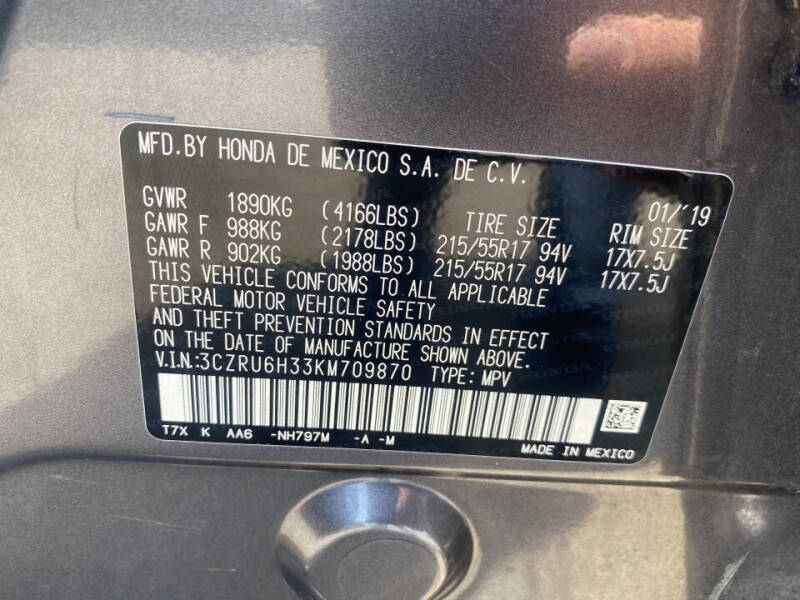 MFD.BY HONDA DE MEXICO S.A. DE C.V.
01/'19
GVWR 1890KG (4166LBS) TIRE SIZE RIM SIZE
GAWR F 988KG (2178LBS) 215/55R17 94V 17X7.5J
GAWR R 902KG (1988LBS) 215/55R17 94V 17X7.5J
THIS VEHICLE CONFORMS TO ALL APPLICABLE
FEDERAL MOTOR VEHICLE SAFETY
AND THEFT PREVENTION STANDARDS IN EFFECT
ON THE DATE OF MANUFACTURE SHOWN ABOVE.
V.I.N.:3CZRU6H33KM709870 TYPE: MPV
T7X K AA6 -NH797M -A -M
MADE IN MEXICO